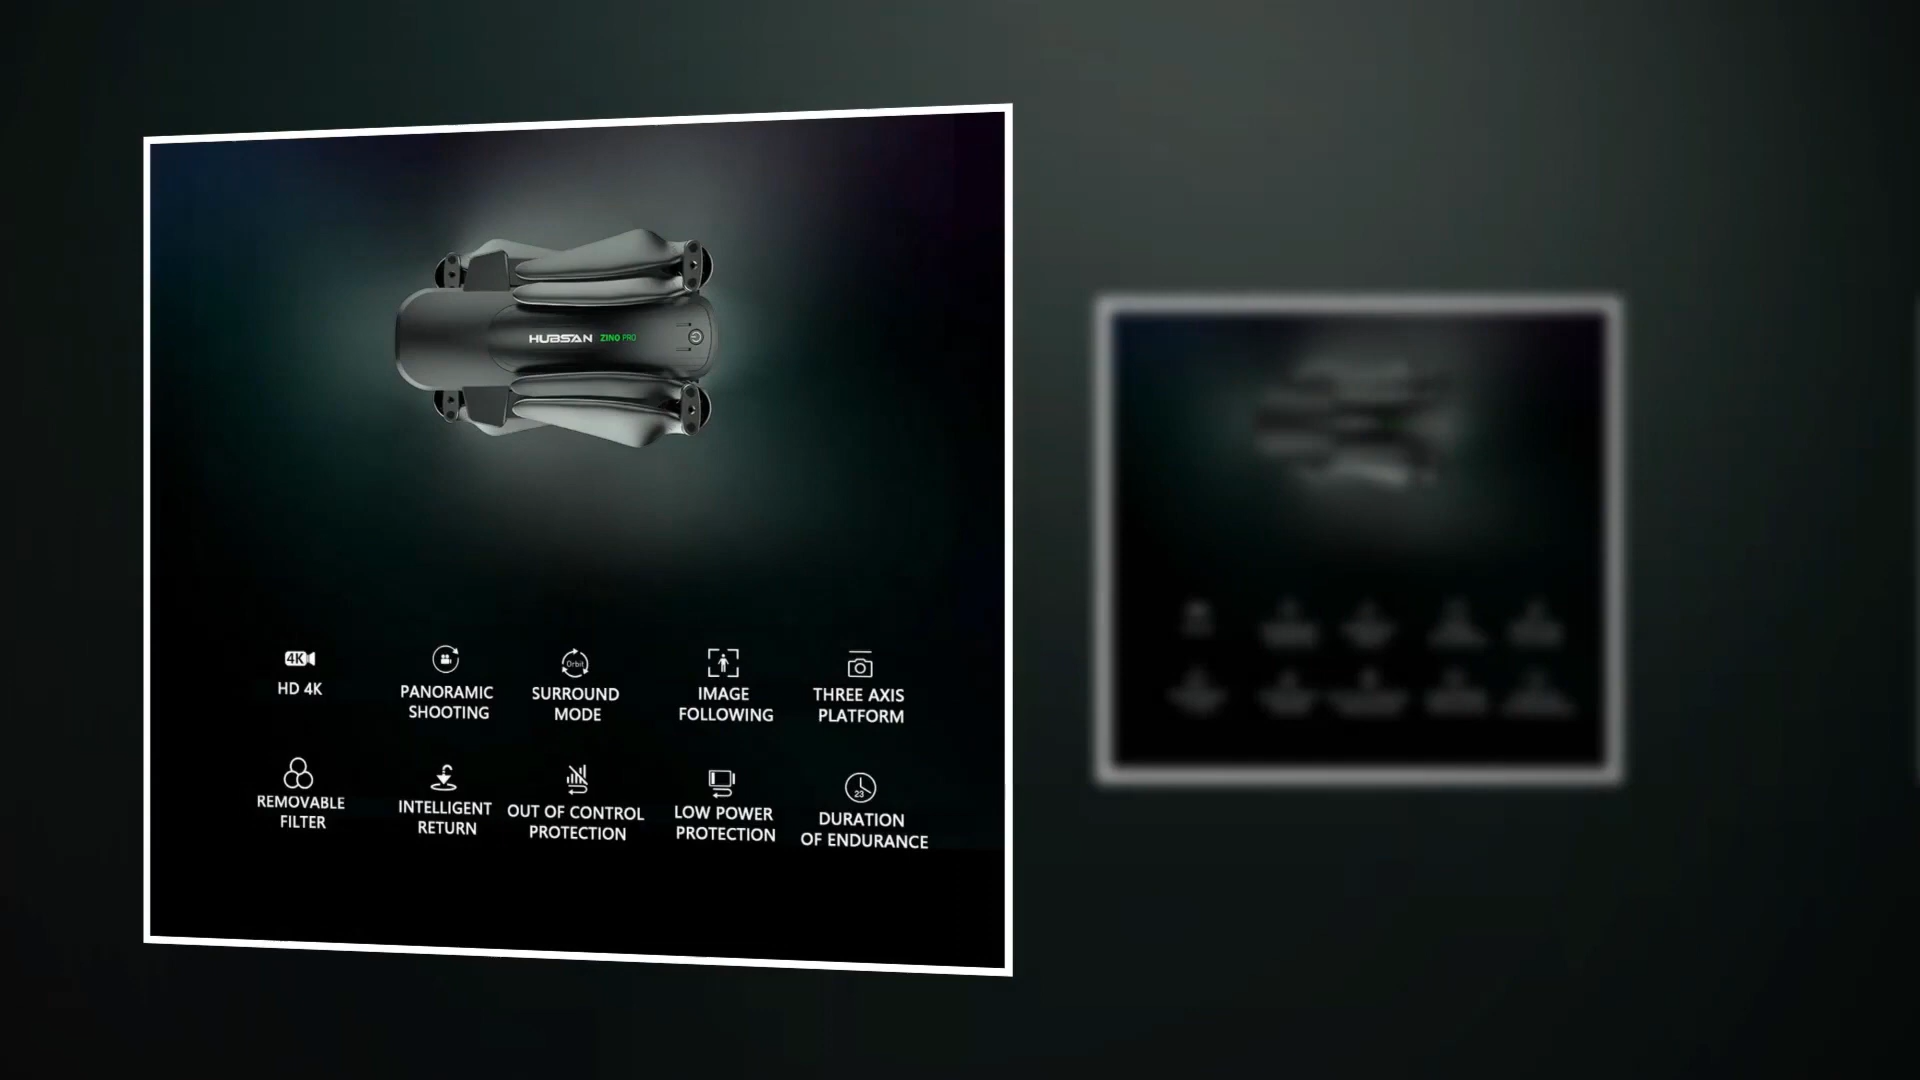 HUBSAN ZINO PRO
4K
HD 4K
PANORAMIC
SHOOTING
Orbit
SURROUND
MODE
IMAGE
FOLLOWING
THREE AXIS
PLATFORM
REMOVABLE
FILTER
INTELLIGENT
RETURN
OUT OF CONTROL
PROTECTION
LOW POWER
PROTECTION
23
DURATION
OF ENDURANCE